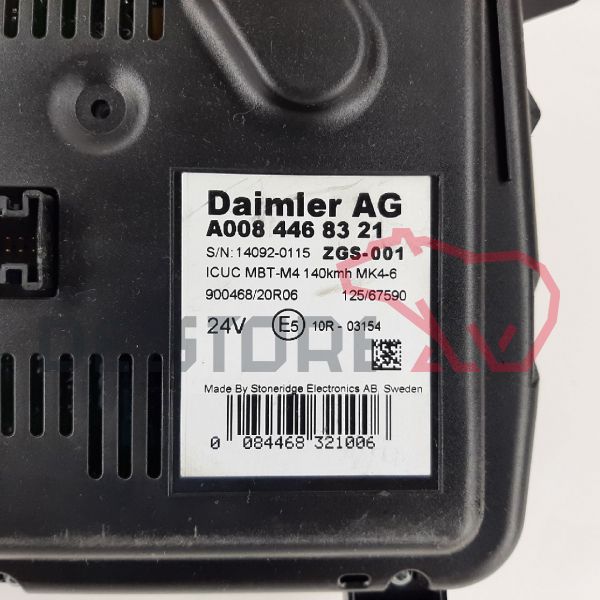 Daimler AG
A008 446 83 21
S/N: 14092-0115 ZGS-001
ICUC MBT-M4 140kmh MK4-6
900468/20R06 125/67590
24V E5 10R - 03154
Made By Stoneridge Electronics AB, Sweden
0 084468 321006